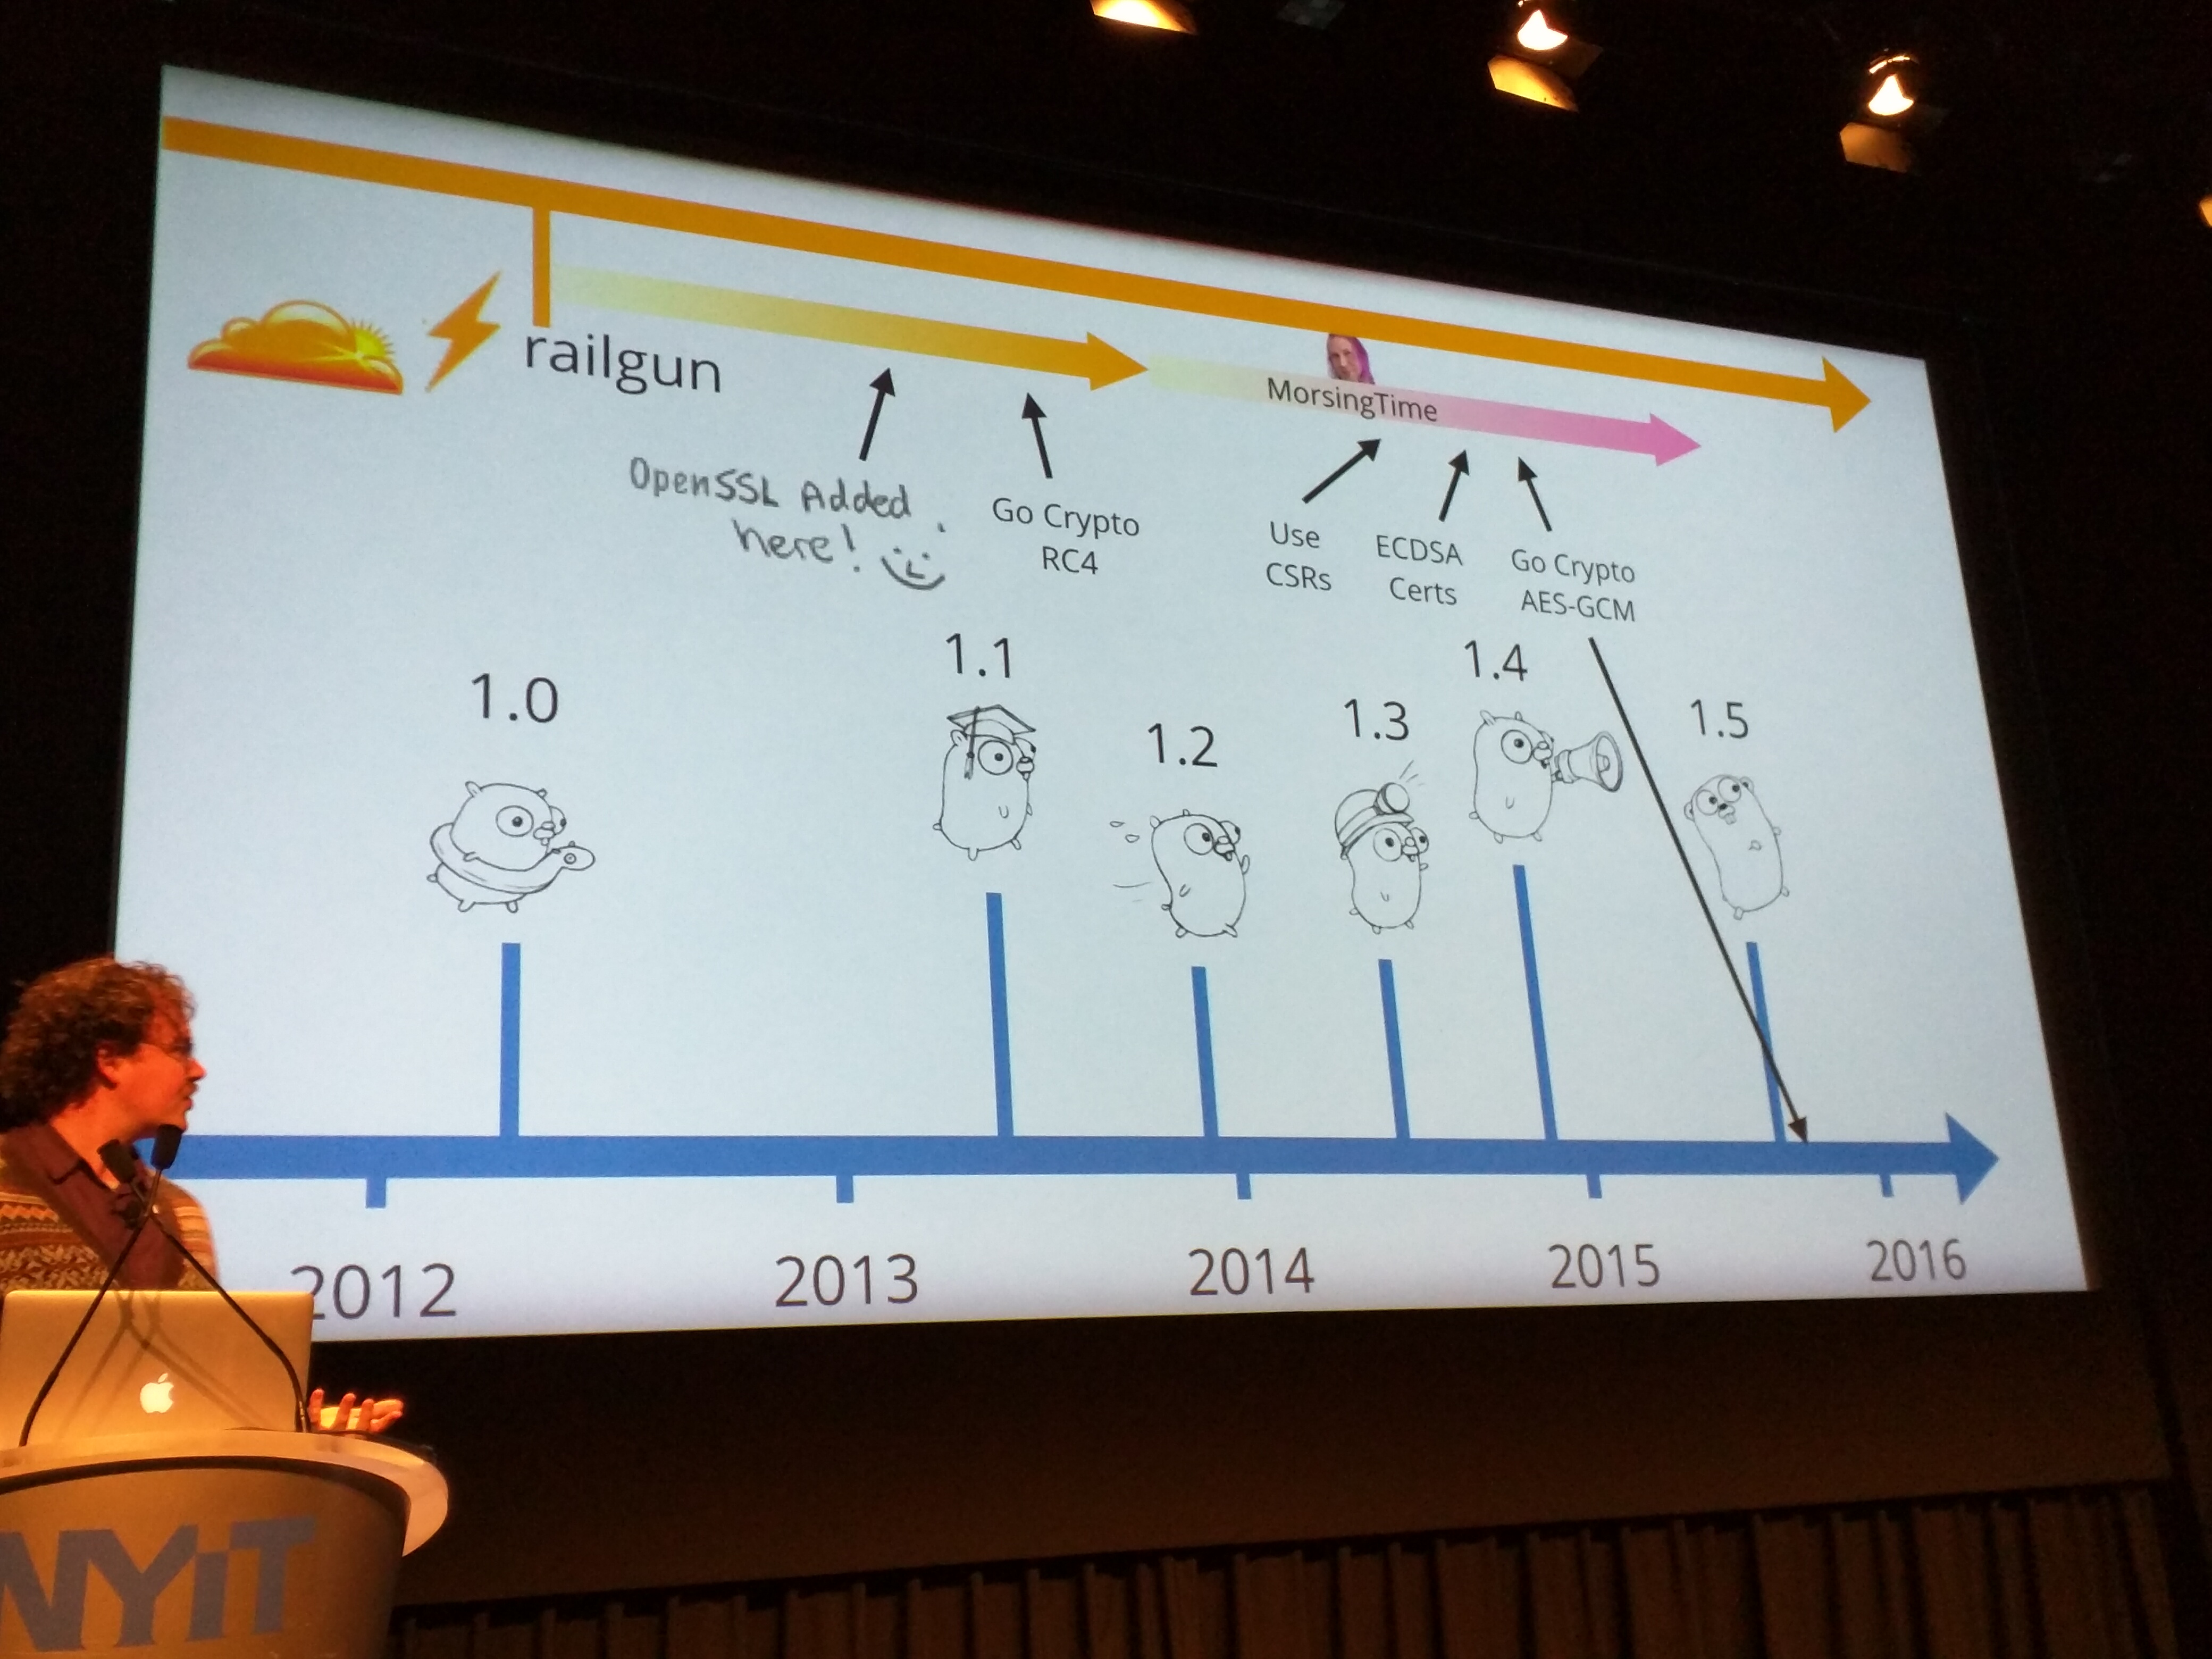 railgun
MorsingTime
OpenSSL Added
here!
Go Crypto
RC4
Use
CSRs
ECDSA
Certs
Go Crypto
AES-GCM
1.0
1.1
1.2
1.3
1.4
1.5
2012
2013
2014
2015
2016
NYiT